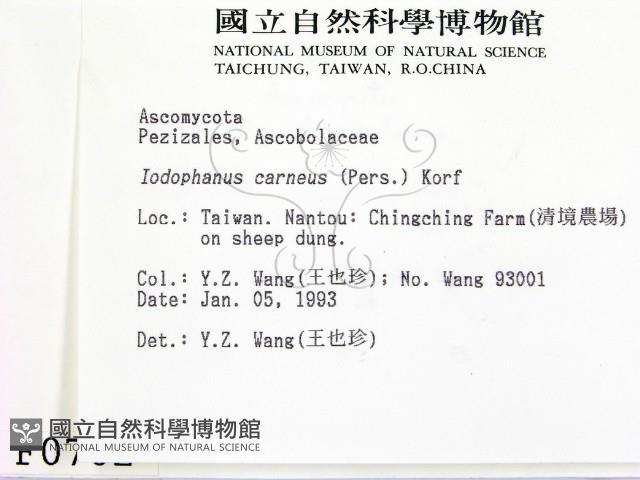 國立自然科學博物館
NATIONAL MUSEUM OF NATURAL SCIENCE
TAICHUNG, TAIWAN, R.O.CHINA
Ascomycota
Pezizales, Ascobolaceae
Iodophanus carneus (Pers.) Korf
Loc.: Taiwan. Nantou: Chingching Farm(清境農場)
on sheep dung.
Col.: Y.Z. Wang(王也珍); No. Wang 93001
Date: Jan. 05, 1993
Det.: Y.Z. Wang(王也珍)
國立自然科學博物館
NATIONAL MUSEUM OF NATURAL SCIENCE